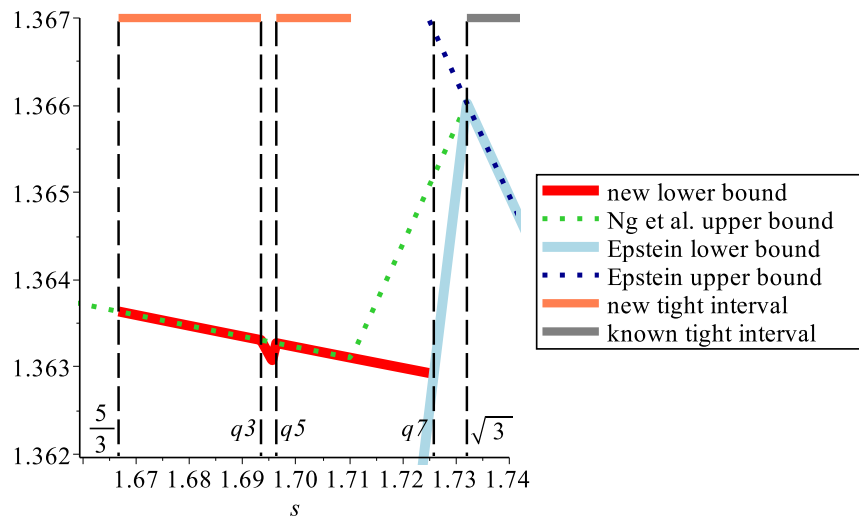 1.367
1.366
1.365
1.364
1.363
1.362
5
3
q3 q5 q7 √3
1.67 1.68 1.69 1.70 1.71 1.72 1.73 1.74
s
new lower bound
Ng et al. upper bound
Epstein lower bound
Epstein upper bound
new tight interval
known tight interval